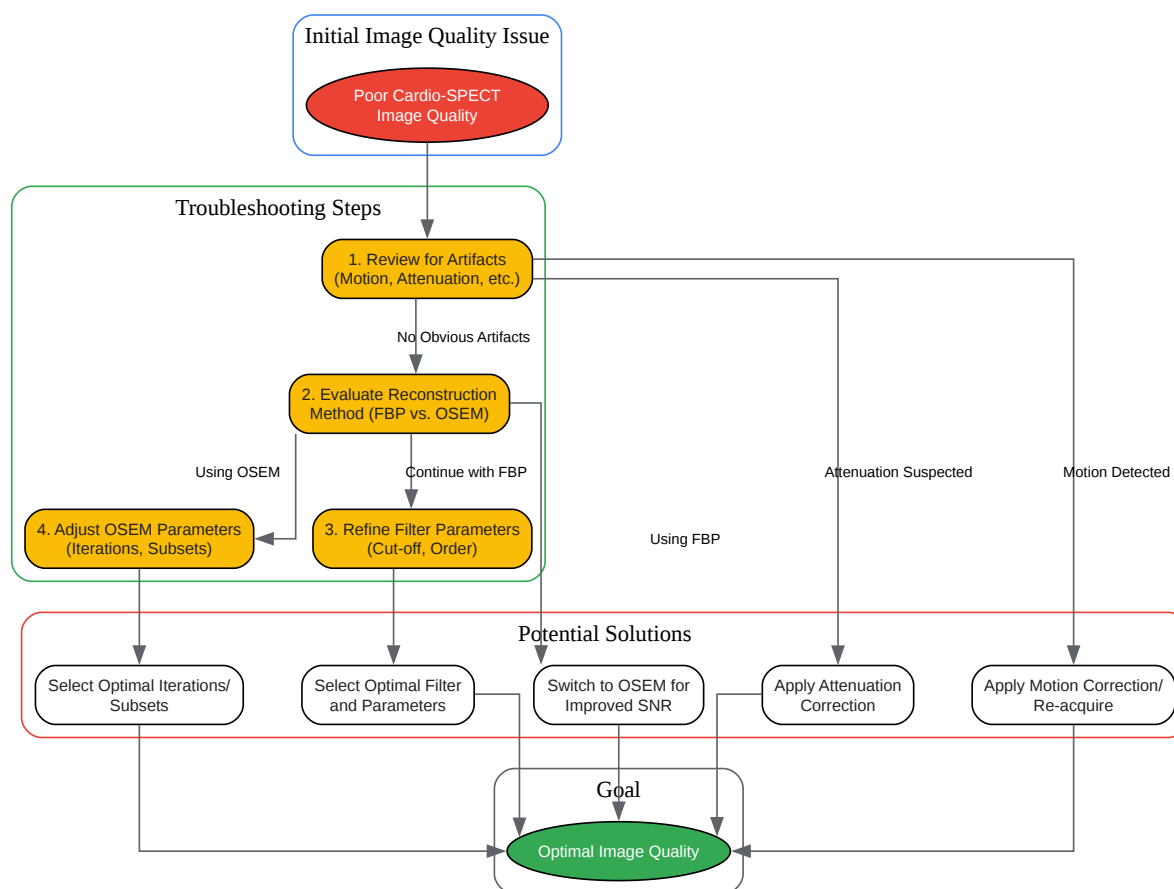 Initial Image Quality Issue
Poor Cardio-SPECT
Image Quality
Troubleshooting Steps
1. Review for Artifacts
(Motion, Attenuation, etc.)
No Obvious Artifacts
2. Evaluate Reconstruction
Method (FBP vs. OSEM)
Using OSEM
Continue with FBP
Attenuation Suspected
Motion Detected
4. Adjust OSEM Parameters
(Iterations, Subsets)
3. Refine Filter Parameters
(Cut-off, Order)
Using FBP
Potential Solutions
Select Optimal Iterations/
Subsets
Select Optimal Filter
and Parameters
Switch to OSEM for
Improved SNR
Apply Attenuation
Correction
Apply Motion Correction/
Re-acquire
Goal
Optimal Image Quality